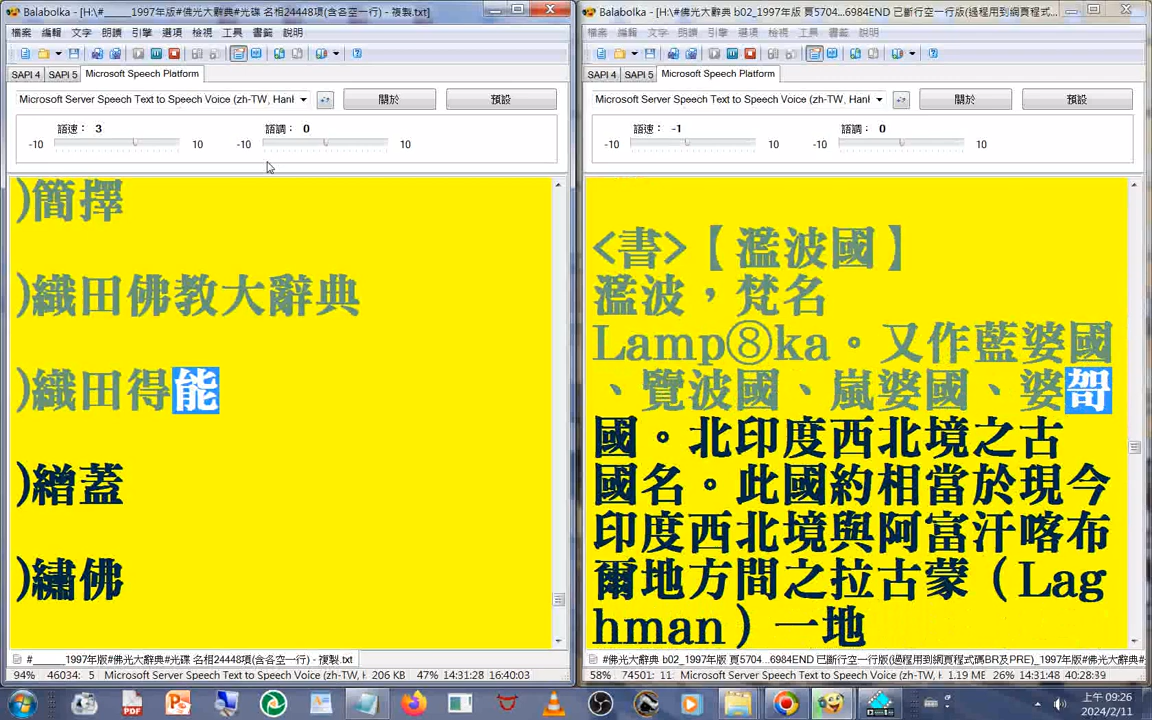 Balabolka - [H:\#_____1997年版#佛光大辭典#光碟 名相24448項(含各空一行) - 複製.txt]
檔案 編輯 文字 朗讀 引擎 選項 檢視 工具 書籤 說明
SAPI 4 SAPI 5 Microsoft Speech Platform
Microsoft Server Speech Text to Speech Voice (zh-TW, Hanl
關於 預設
語速： 3 語調： 0
-10 10 -10 10
)簡擇
)織田佛教大辭典
)織田得能
)繒蓋
)繡佛
#_____1997年版#佛光大辭典#光碟 名相24448項(含各空一行) - 複製.txt
94% 46034: 5 Microsoft Server Speech Text to Speech Voice (zh-TW, H 206 KB 47% 14:31:28 16:40:03
Balabolka - [H:\#佛光大辭典 b02_1997年版 頁5704...6984END 已斷行空一行版(過程用到網頁程式...
檔案 編輯 文字 朗讀 引擎 選項 檢視 工具 書籤 說明
SAPI 4 SAPI 5 Microsoft Speech Platform
Microsoft Server Speech Text to Speech Voice (zh-TW, Hanl
關於 預設
語速： -1 語調： 0
-10 10 -10 10
<書>【濫波國】
濫波，梵名
Lamp⑧ka。又作藍婆國
、覽波國、嵐婆國、婆哿
國。北印度西北境之古
國名。此國約相當於現今
印度西北境與阿富汗喀布
爾地方間之拉古蒙（Lag
hman）一地
#佛光大辭典 b02_1997年版 頁5704...6984END 已斷行空一行版(過程用到網頁程式碼BR及PRE)_1997年版#佛光大辭典#
58% 74501: 11 Microsoft Server Speech Text to Speech Voice (zh-TW, H 1.19 ME 26% 14:31:48 40:28:39
上午 09:26
2024/2/11